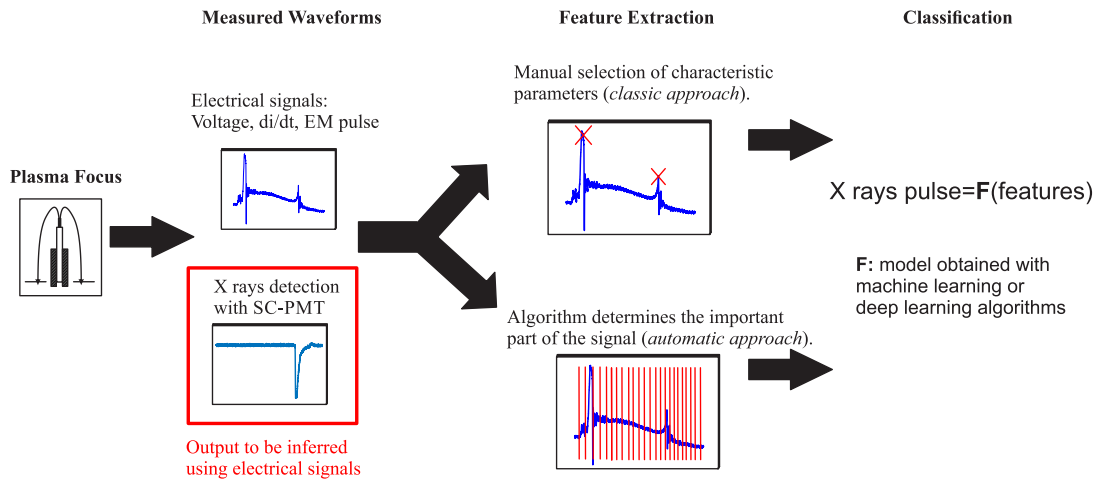 Measured Waveforms
Feature Extraction
Classification
Plasma Focus
Electrical signals:
Voltage, di/dt, EM pulse
X rays detection
with SC-PMT
Output to be inferred
using electrical signals
Manual selection of characteristic
parameters (classic approach).
Algorithm determines the important
part of the signal (automatic approach).
X rays pulse=F(features)
F: model obtained with
machine learning or
deep learning algorithms